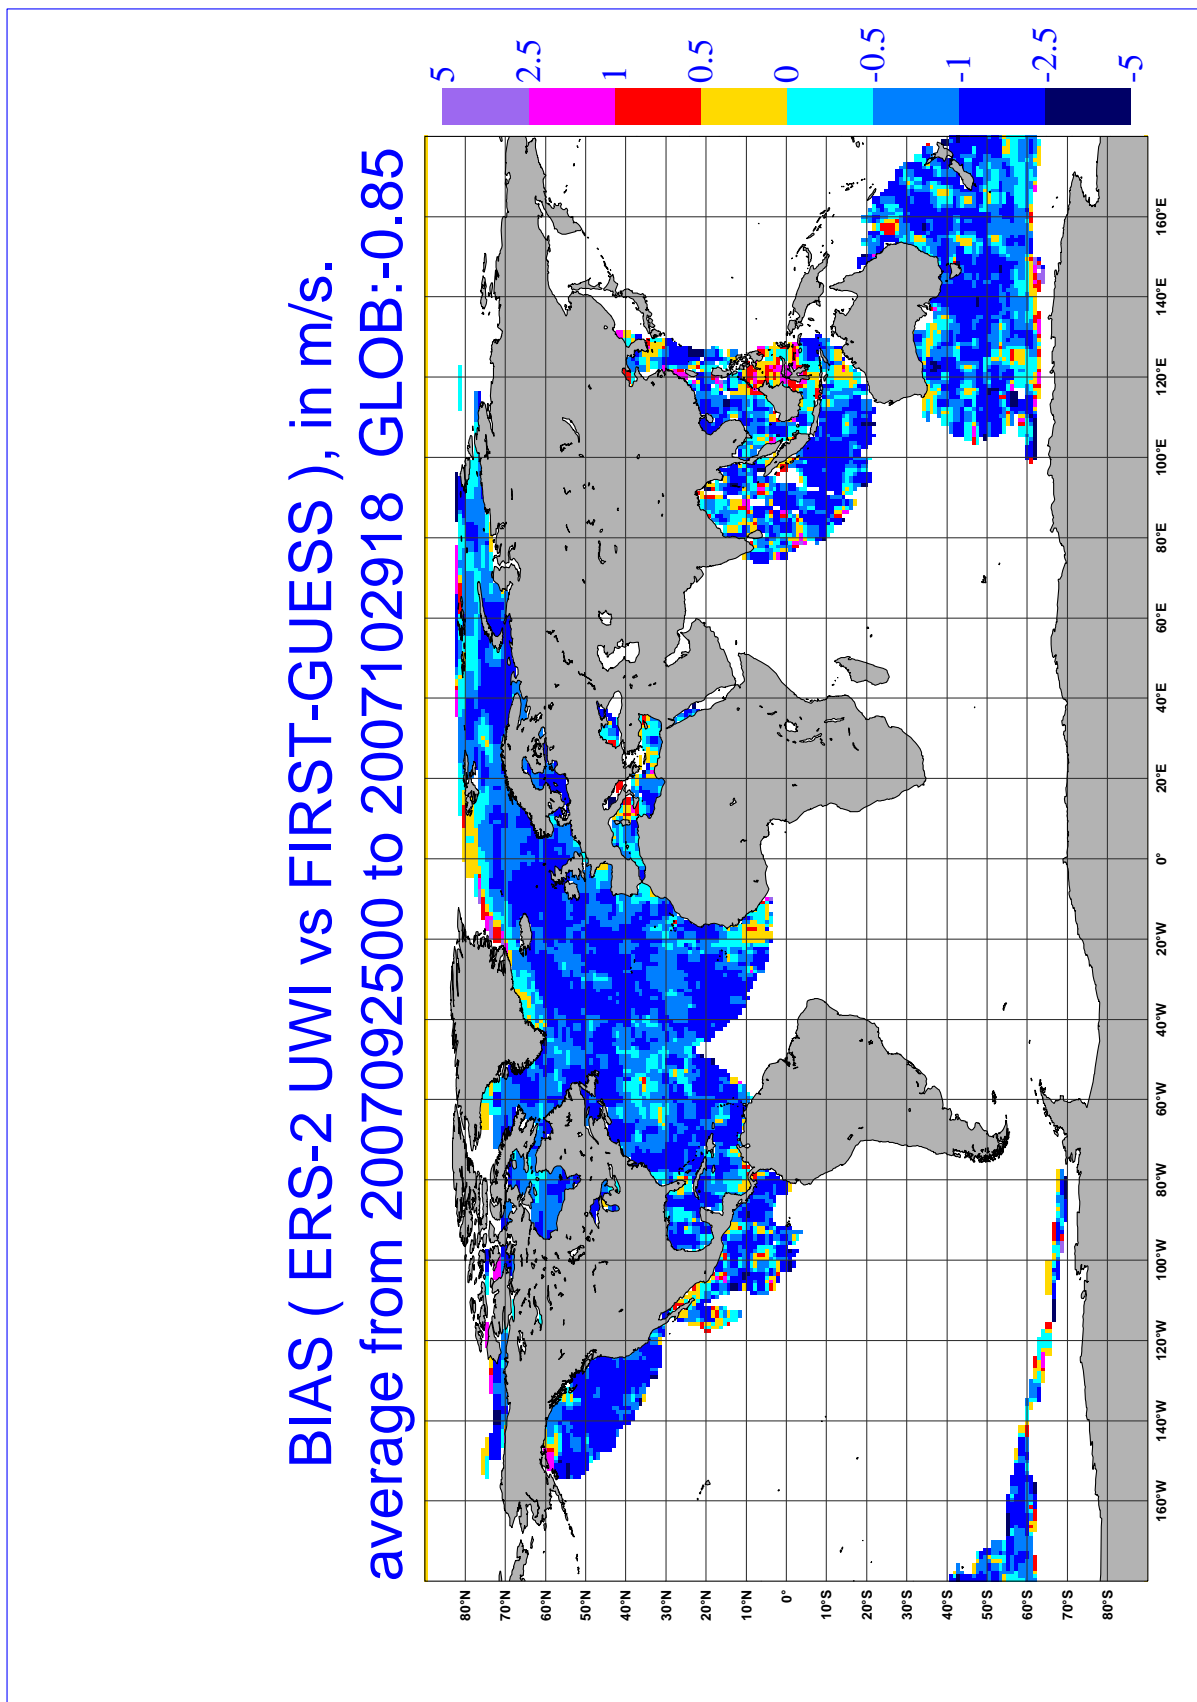 BIAS ( ERS-2 UWI vs FIRST-GUESS ), in m/s.
average from 2007092500 to 2007102918 GLOB:-0.85
5
2.5
1
0.5
0
-0.5
-1
-2.5
-5
80°N
70°N
60°N
50°N
40°N
30°N
20°N
10°N
0°
10°S
20°S
30°S
40°S
50°S
60°S
70°S
80°S
160°W
140°W
120°W
100°W
80°W
60°W
40°W
20°W
0°
20°E
40°E
60°E
80°E
100°E
120°E
140°E
160°E